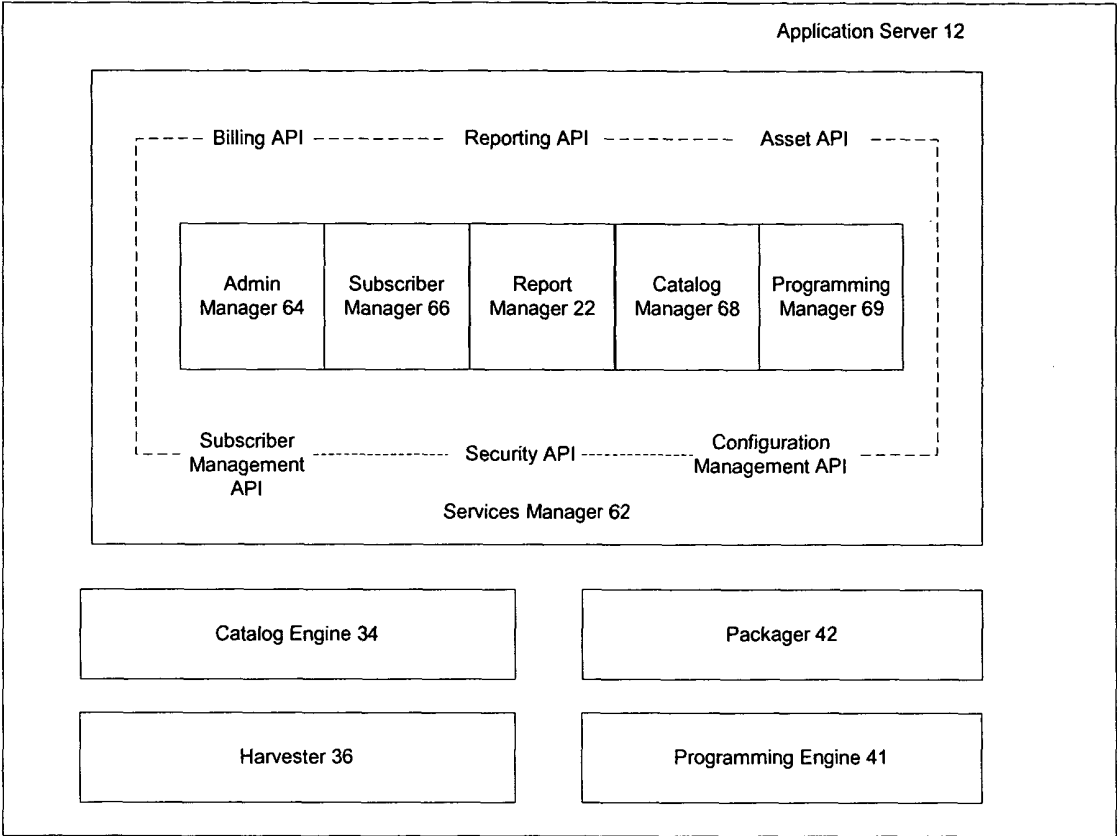 Application Server 12
Billing API
Reporting API
Asset API
Admin
Manager 64
Subscriber
Manager 66
Report
Manager 22
Catalog
Manager 68
Programming
Manager 69
Subscriber
Management
API
Security API
Configuration
Management API
Services Manager 62
Catalog Engine 34
Packager 42
Harvester 36
Programming Engine 41